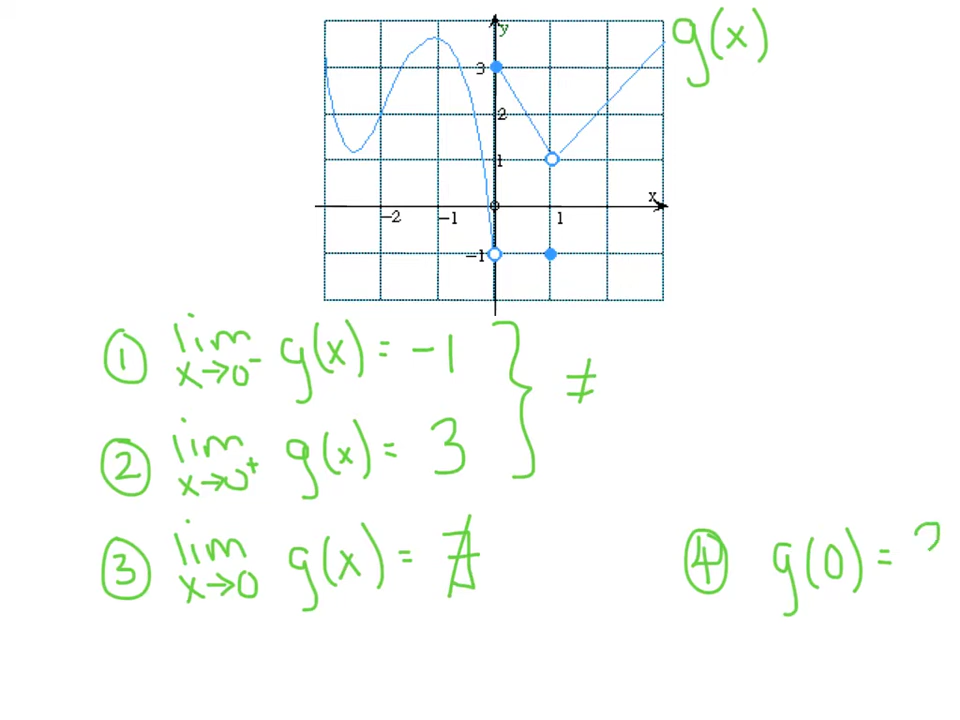 g(x)
y
3
2
1
x
-2 -1 1
-1
① lim x→0⁻ g(x) = -1 } ≠
② lim x→0⁺ g(x) = 3
③ lim x→0 g(x) = ∄
④ g(0) =